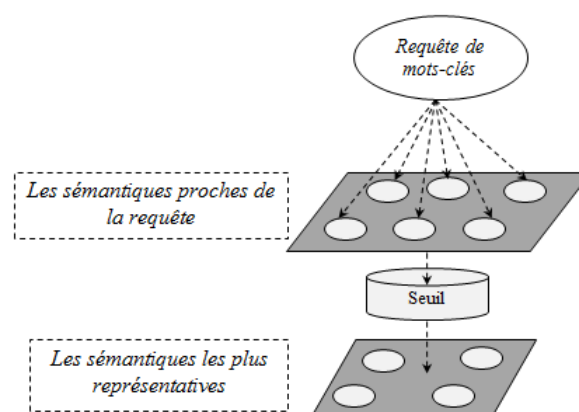 Requête de
mots-clés
Les sémantiques proches de
la requête
Seuil
Les sémantiques les plus
représentatives